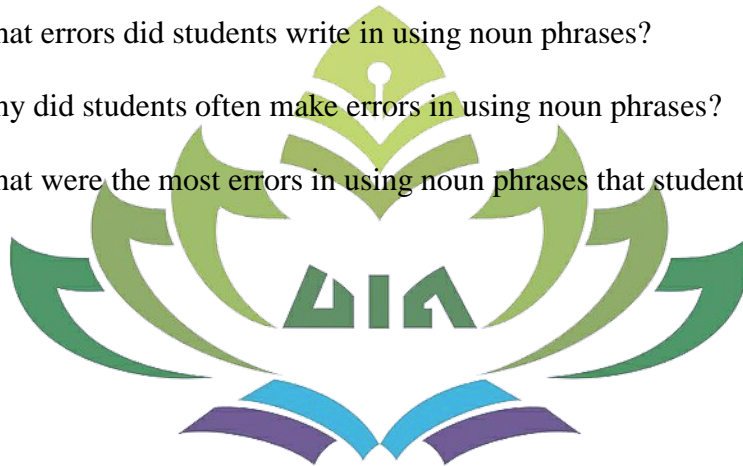 hat errors did students write in using noun phrases?
hy did students often make errors in using noun phrases?
hat were the most errors in using noun phrases that student
UIN